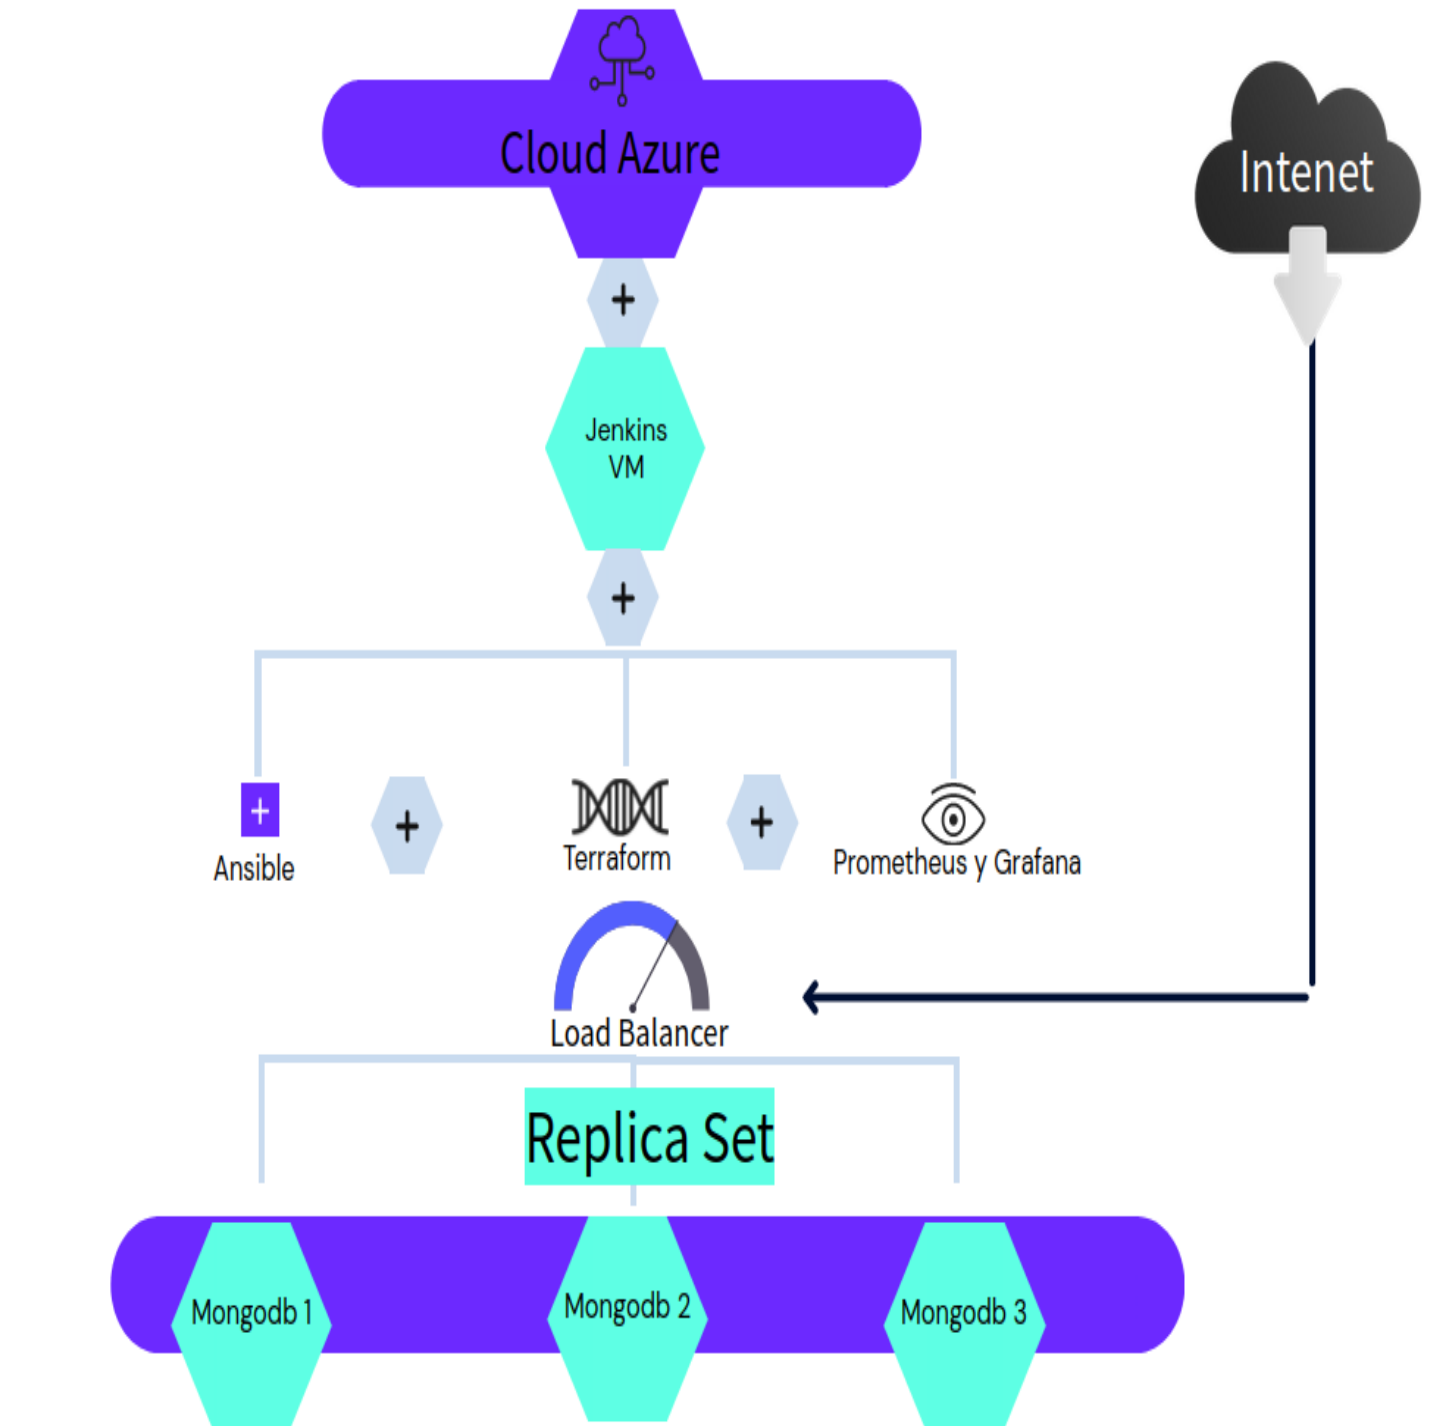 Cloud Azure
Intenet
+
Jenkins
VM
+
+
+
+
Ansible
Terraform
Prometheus y Grafana
Load Balancer
Replica Set
Mongodb 1
Mongodb 2
Mongodb 3